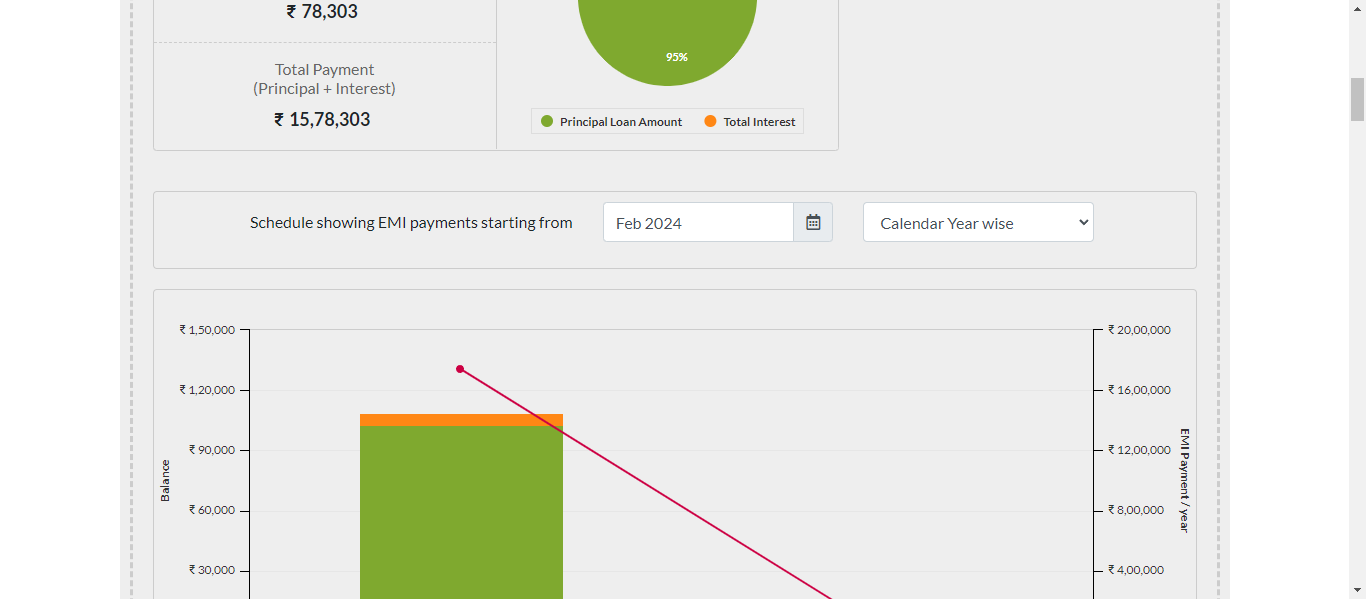 ₹ 78,303
95%
Total Payment
(Principal + Interest)
₹ 15,78,303
Principal Loan Amount
Total Interest
Schedule showing EMI payments starting from
Feb 2024
Calendar Year wise
₹ 1,50,000
₹ 1,20,000
₹ 90,000
₹ 60,000
₹ 30,000
Balance
₹ 20,00,000
₹ 16,00,000
₹ 12,00,000
₹ 8,00,000
₹ 4,00,000
EMI Payment / year